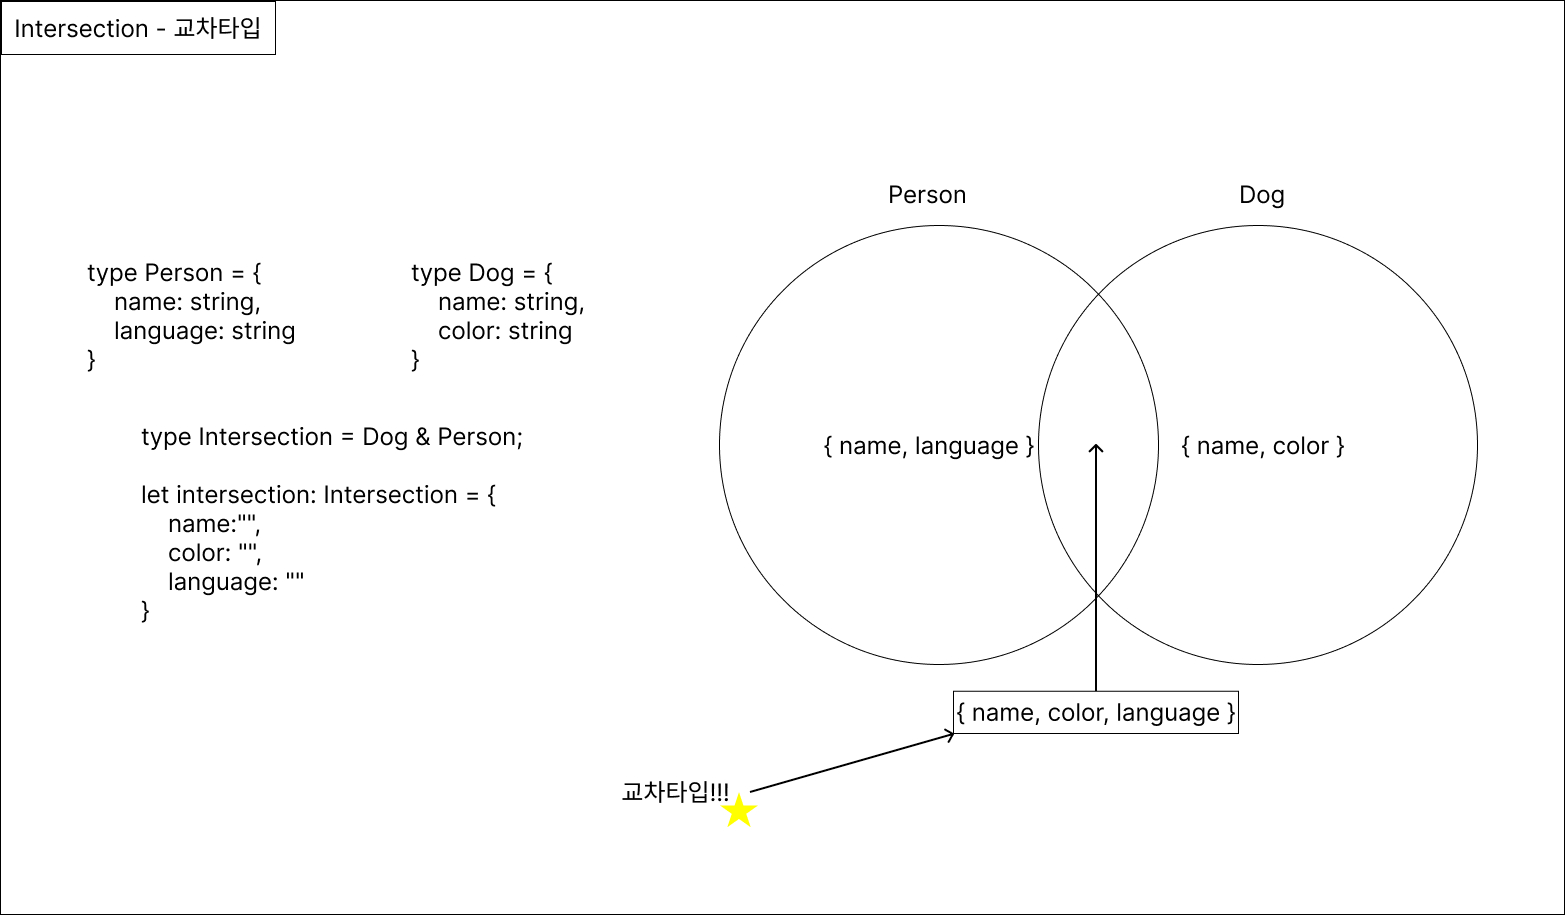 Intersection - 교차타입
type Person = {
name: string,
language: string
}
type Dog = {
name: string,
color: string
}
type Intersection = Dog & Person;
let intersection: Intersection = {
name:"",
color: "",
language: ""
}
Person
Dog
{ name, language }
{ name, color }
{ name, color, language }
교차타입!!!